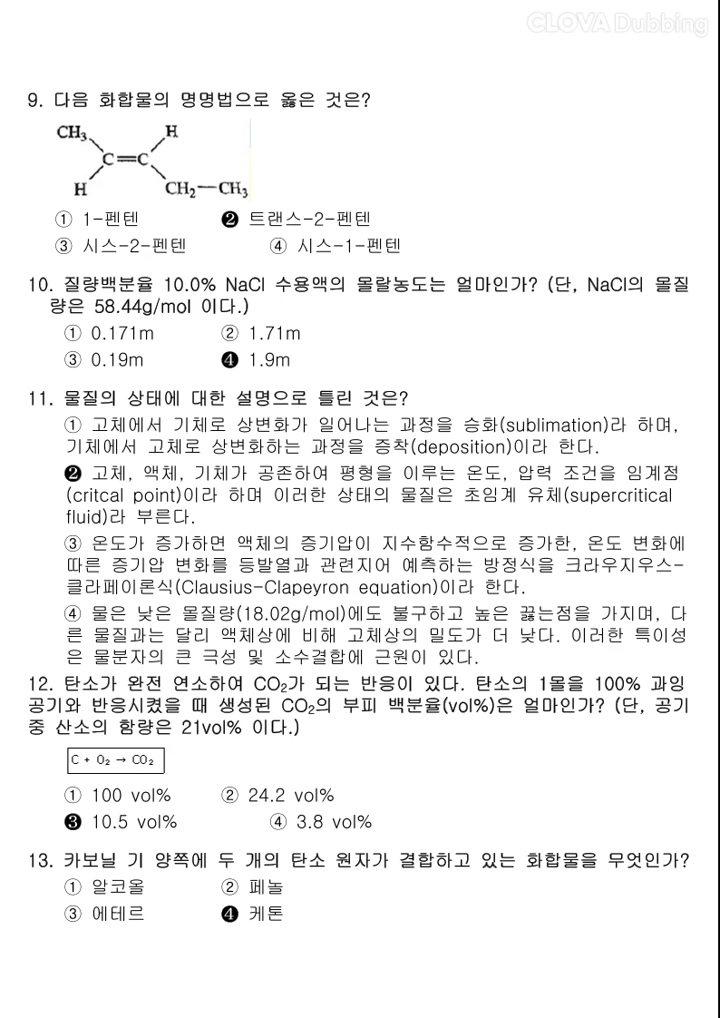 CLOVA Dubbing
9. 다음 화합물의 명명법으로 옳은 것은?
CH₃ H
C=C
H CH₂—CH₃
① 1-펜텐 ❷ 트랜스-2-펜텐
③ 시스-2-펜텐 ④ 시스-1-펜텐
10. 질량백분율 10.0% NaCl 수용액의 몰랄농도는 얼마인가? (단, NaCl의 몰질
량은 58.44g/mol 이다.)
① 0.171m ② 1.71m
③ 0.19m ❹ 1.9m
11. 물질의 상태에 대한 설명으로 틀린 것은?
① 고체에서 기체로 상변화가 일어나는 과정을 승화(sublimation)라 하며,
기체에서 고체로 상변화하는 과정을 증착(deposition)이라 한다.
❷ 고체, 액체, 기체가 공존하여 평형을 이루는 온도, 압력 조건을 임계점
(critcal point)이라 하며 이러한 상태의 물질은 초임계 유체(supercritical
fluid)라 부른다.
③ 온도가 증가하면 액체의 증기압이 지수함수적으로 증가한, 온도 변화에
따른 증기압 변화를 등발열과 관련지어 예측하는 방정식을 크라우지우스-
클라페이론식(Clausius-Clapeyron equation)이라 한다.
④ 물은 낮은 몰질량(18.02g/mol)에도 불구하고 높은 끓는점을 가지며, 다
른 물질과는 달리 액체상에 비해 고체상의 밀도가 더 낮다. 이러한 특이성
은 물분자의 큰 극성 및 소수결합에 근원이 있다.
12. 탄소가 완전 연소하여 CO₂가 되는 반응이 있다. 탄소의 1몰을 100% 과잉
공기와 반응시켰을 때 생성된 CO₂의 부피 백분율(vol%)은 얼마인가? (단, 공기
중 산소의 함량은 21vol% 이다.)
C + O₂ → CO₂
① 100 vol% ② 24.2 vol%
❸ 10.5 vol% ④ 3.8 vol%
13. 카보닐 기 양쪽에 두 개의 탄소 원자가 결합하고 있는 화합물을 무엇인가?
① 알코올 ② 페놀
③ 에테르 ❹ 케톤